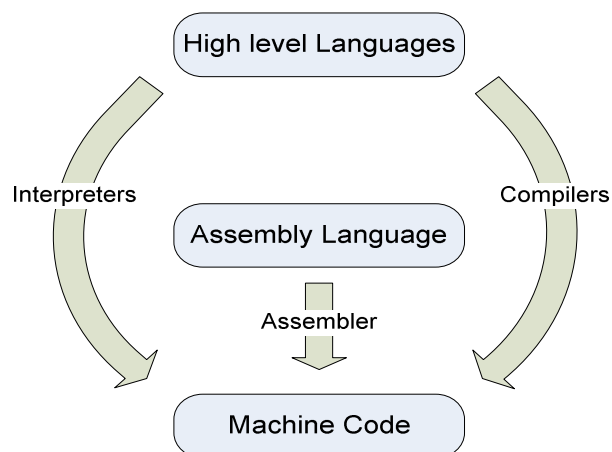 High level Languages
Interpreters
Compilers
Assembly Language
Assembler
Machine Code